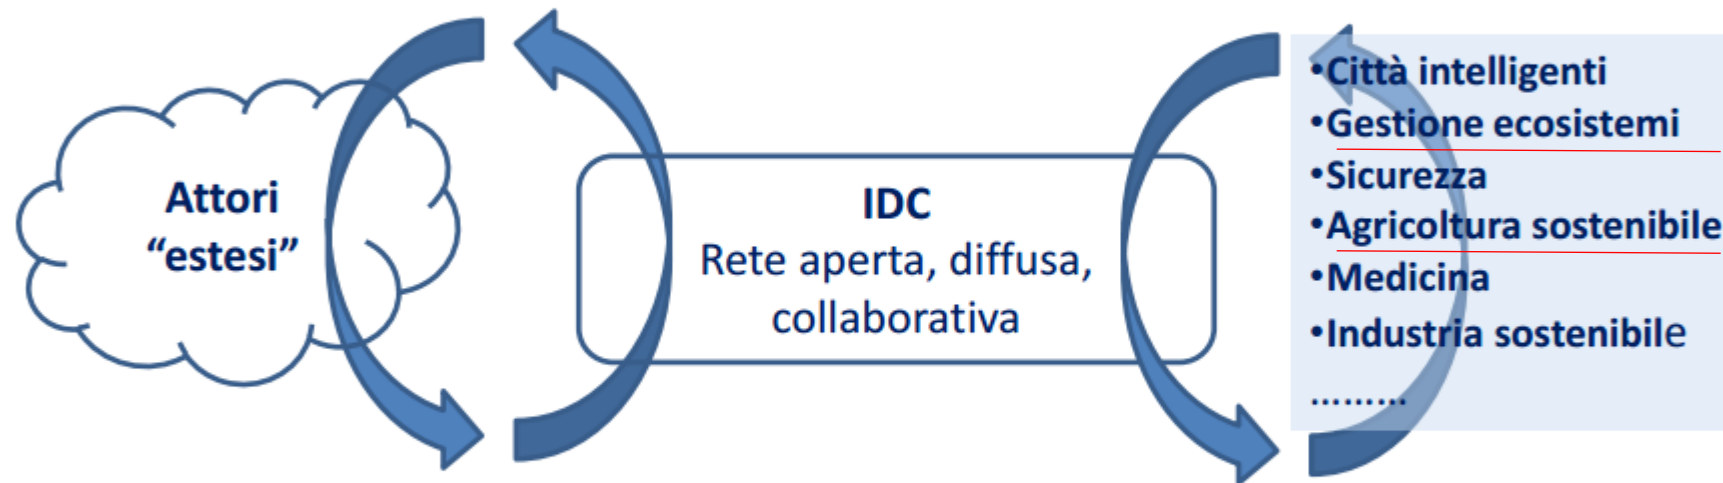 Attori
“estesi”
IDC
Rete aperta, diffusa,
collaborativa
•Città intelligenti
•Gestione ecosistemi
•Sicurezza
•Agricoltura sostenibile
•Medicina
•Industria sostenibile
.........